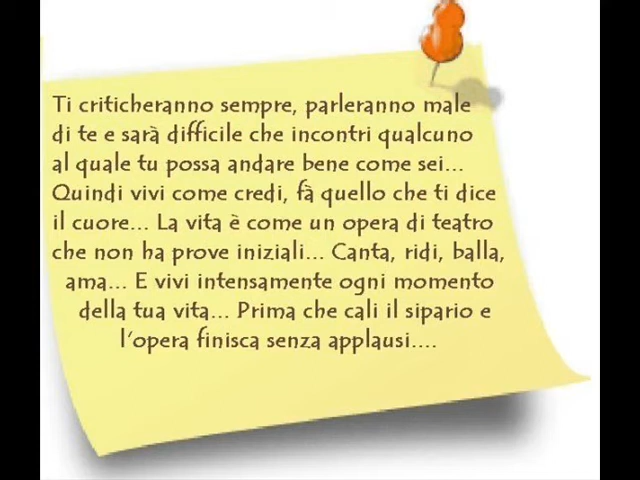 Ti criticheranno sempre, parleranno male
di te e sarà difficile che incontri qualcuno
al quale tu possa andare bene come sei...
Quindi vivi come credi, fà quello che ti dice
il cuore... La vita è come un opera di teatro
che non ha prove iniziali... Canta, ridi, balla,
ama... E vivi intensamente ogni momento
della tua vita... Prima che cali il sipario e
l'opera finisca senza applausi....